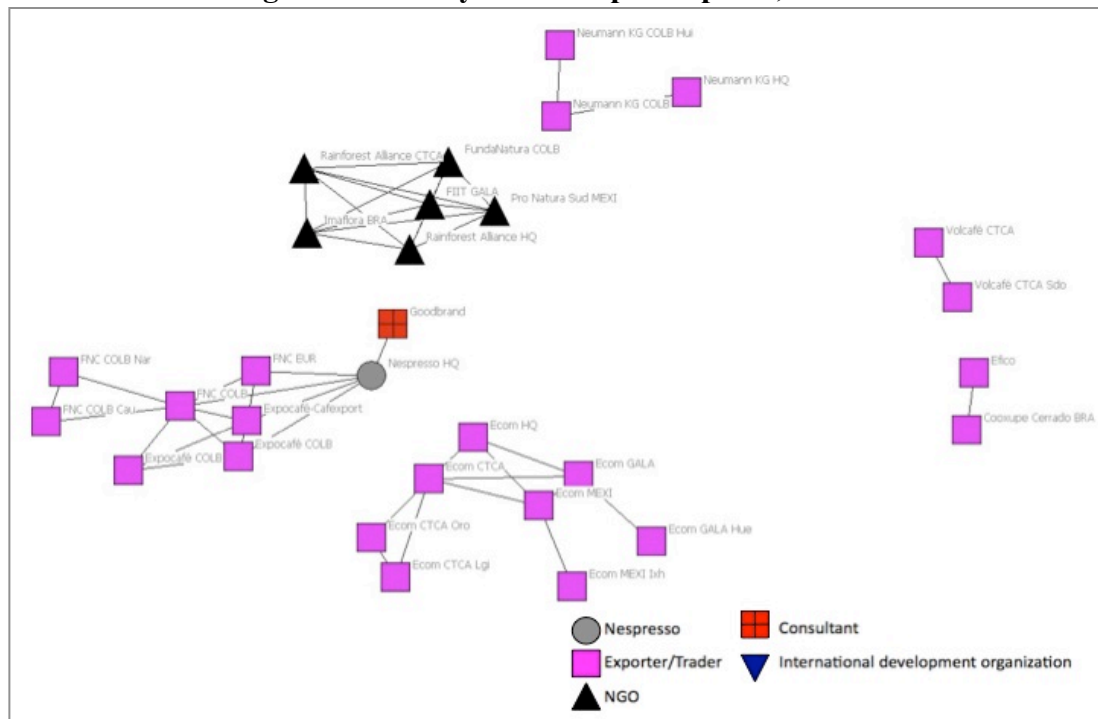 Neumann KG COLB Hui
Neumann KG HQ
Neumann KG COLB
Rainforest Alliance CTCA
FundaNatura COLB
FIIT GALA
Pro Natura Sud MEXI
Imaflora BRA
Rainforest Alliance HQ
Volcafé CTCA
Volcafé CTCA Sdo
Goodbrand
Nespresso HQ
FNC COLB Nar
FNC EUR
FNC COLB
FNC COLB Cau
Expocafé-Cafexport
Expocafé COLB
Expocafé COLB
Efico
Cooxupe Cerrado BRA
Ecom HQ
Ecom CTCA
Ecom GALA
Ecom MEXI
Ecom CTCA Oro
Ecom GALA Hue
Ecom CTCA Lgi
Ecom MEXI Ixh
Nespresso
Consultant
Exporter/Trader
International development organization
NGO